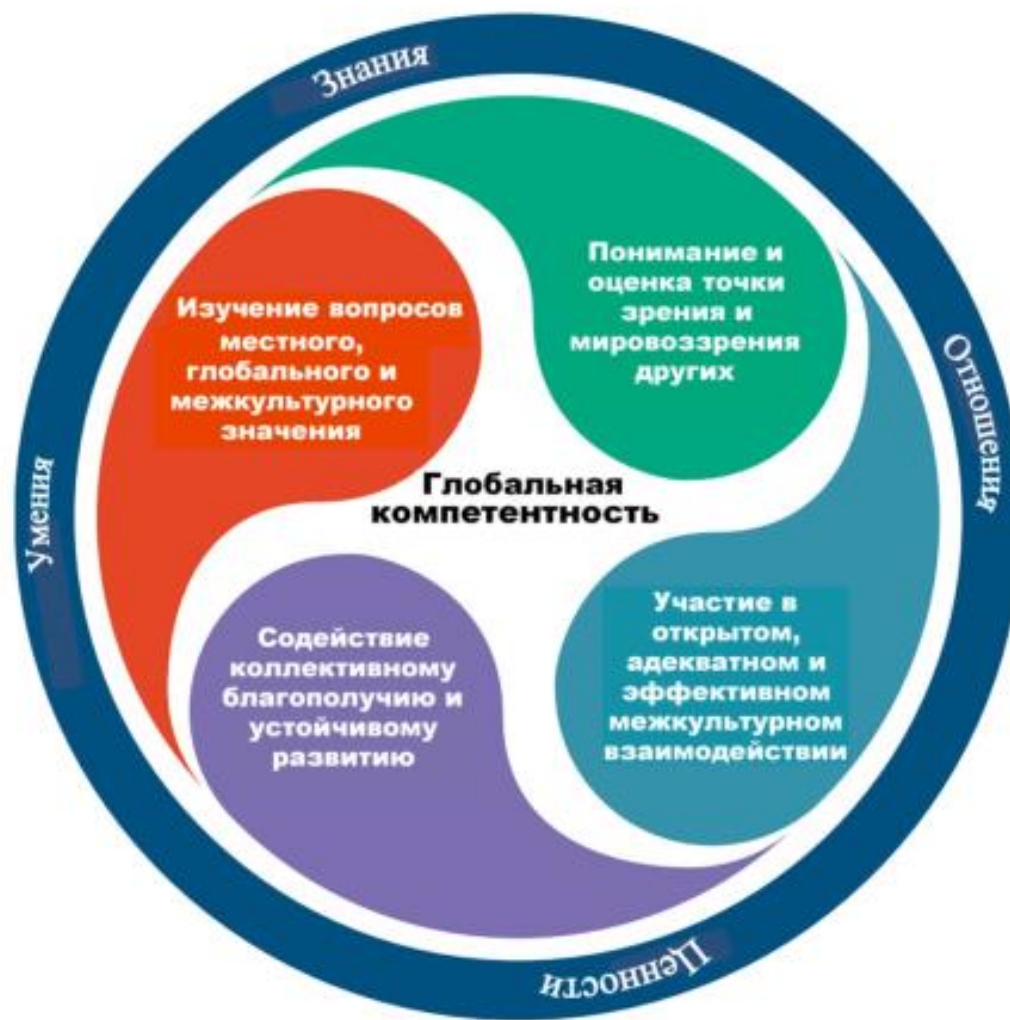 Знания
Изучение вопросов
местного,
глобального и
межкультурного
значения
Понимание и
оценка точки
зрения и
мировоззрения
других
Отношения
Умения
Глобальная
компетентность
Содействие
коллективному
благополучию и
устойчивому
развитию
Участие в
открытом,
адекватном и
эффективном
межкультурном
взаимодействии
Ценности